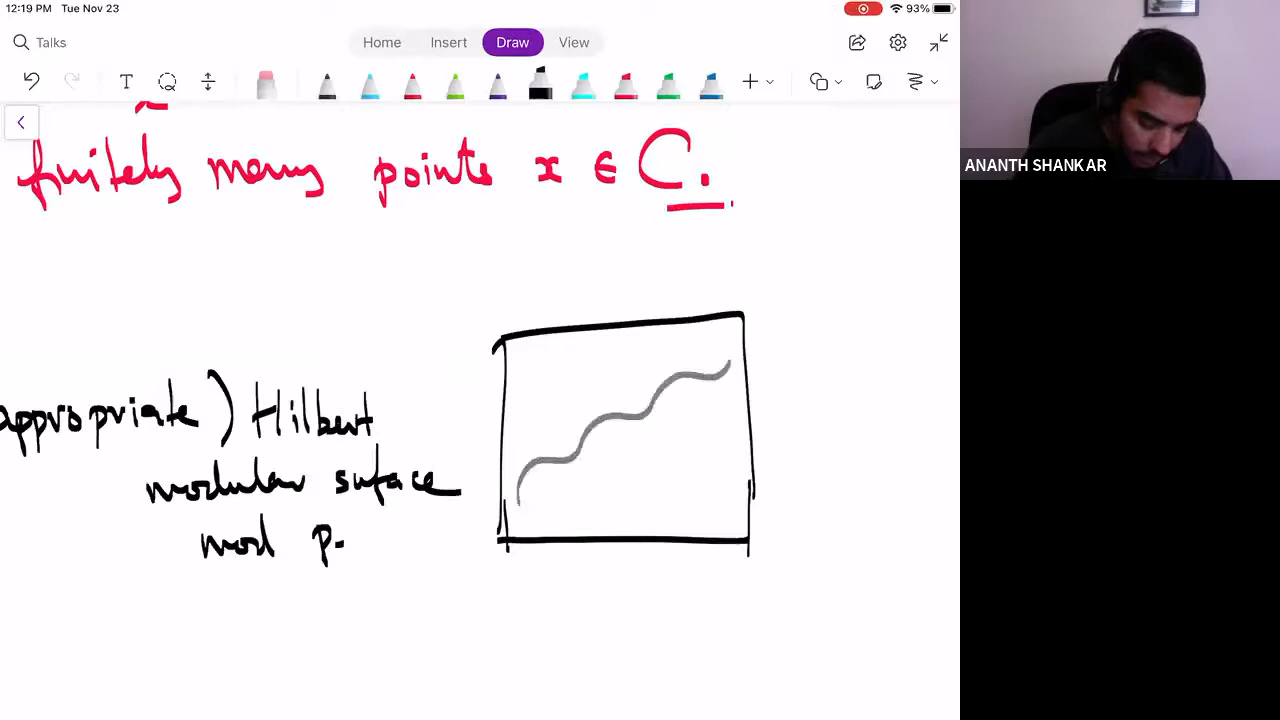 12:19 PM Tue Nov 23
93%
Talks
Home Insert Draw View
finitely many points x ∈ C.
appropriate) Hilbert
modular suface
mod p.
ANANTH SHANKAR